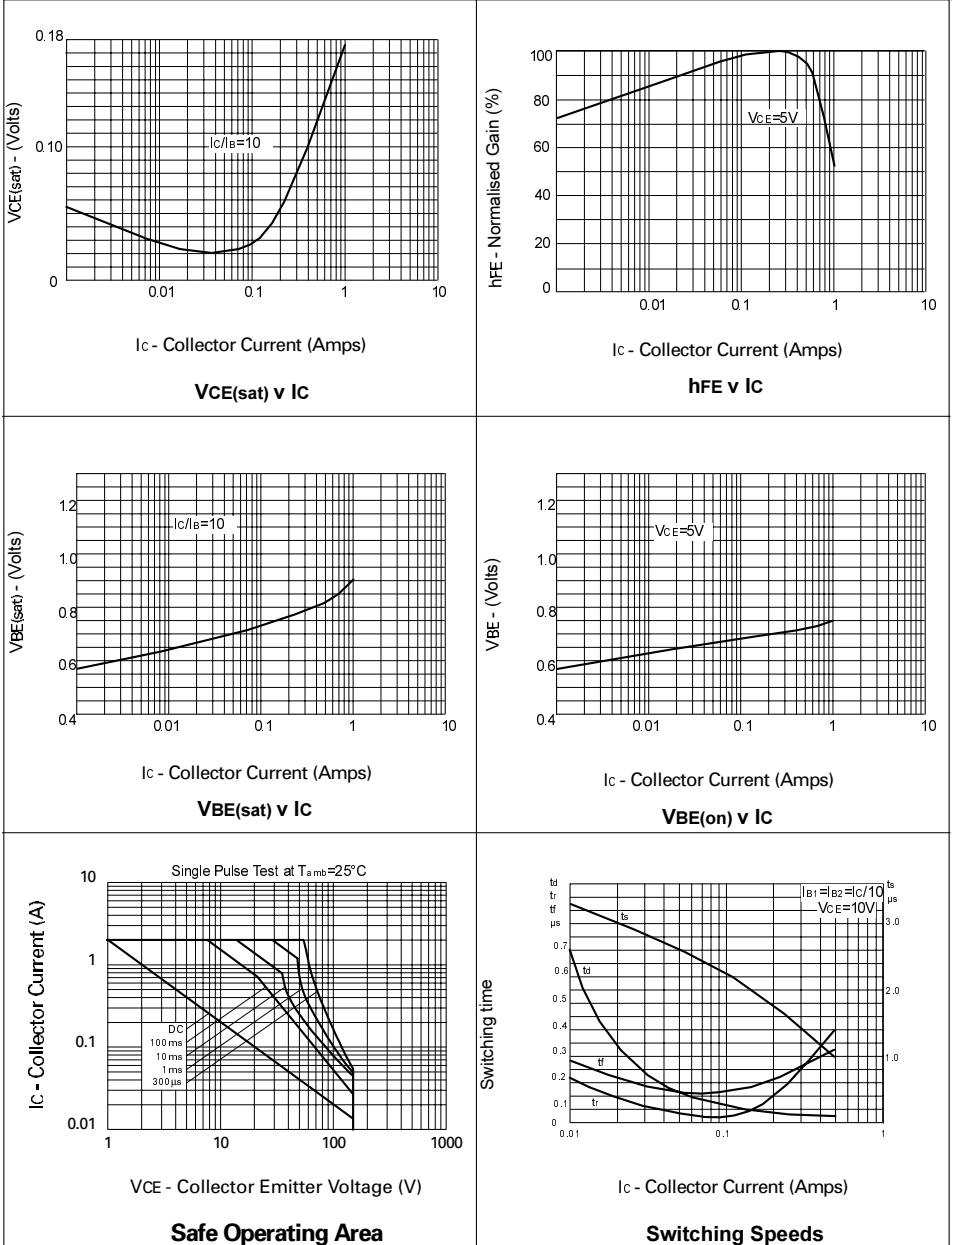 0.18
0.10
0
VCE(sat) - (Volts)
IC/IB=10
0.01 0.1 1 10
IC - Collector Current (Amps)
VCE(sat) v IC
100
80
60
40
20
0
hFE - Normalised Gain (%)
VCE=5V
0.01 0.1 1 10
IC - Collector Current (Amps)
hFE v IC
1.2
1.0
0.8
0.6
0.4
VBE(sat) - (Volts)
IC/IB=10
0.01 0.1 1 10
IC - Collector Current (Amps)
VBE(sat) v IC
1.2
1.0
0.8
0.6
0.4
VBE - (Volts)
VCE=5V
0.01 0.1 1 10
IC - Collector Current (Amps)
VBE(on) v IC
Single Pulse Test at Tamb=25°C
10
1
0.1
0.01
IC - Collector Current (A)
DC
100ms
10ms
1ms
300µs
1 10 100 1000
VCE - Collector Emitter Voltage (V)
Safe Operating Area
td
tr
tf
µs
0.7
0.6
0.5
0.4
0.3
0.2
0.1
0
Switching time
IB1=IB2=IC/10
VCE=10V
ts
td
tf
tr
ts
µs
3.0
2.0
1.0
0.01 0.1 1
IC - Collector Current (Amps)
Switching Speeds